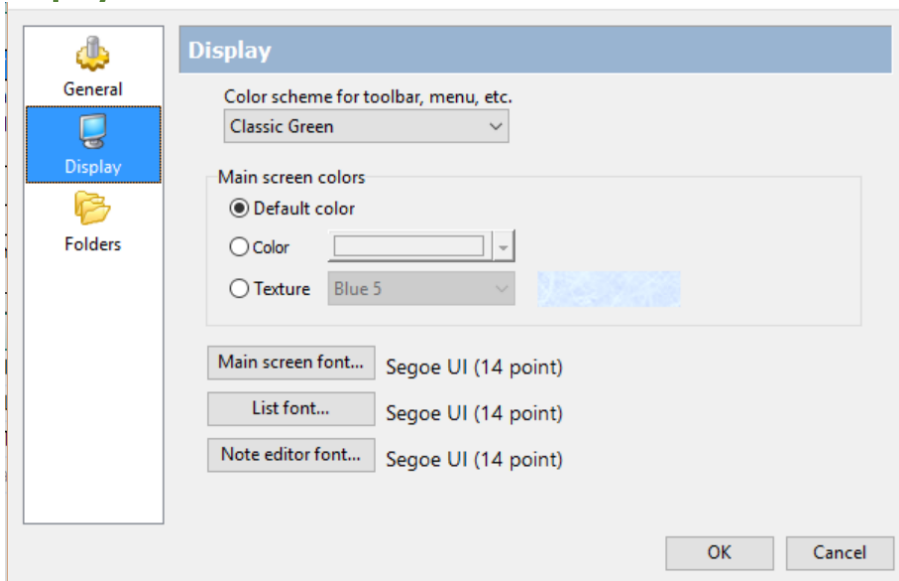 General
Display
Folders
Display
Color scheme for toolbar, menu, etc.
Classic Green
Main screen colors
Default color
Color
Texture
Blue 5
Main screen font... Segoe UI (14 point)
List font... Segoe UI (14 point)
Note editor font... Segoe UI (14 point)
OK Cancel